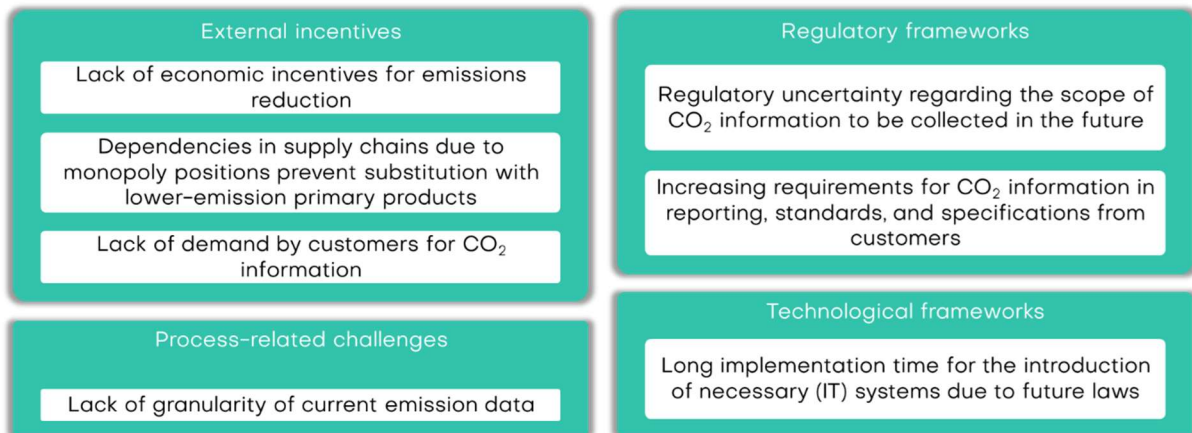 External incentives
Lack of economic incentives for emissions
reduction
Dependencies in supply chains due to
monopoly positions prevent substitution with
lower-emission primary products
Lack of demand by customers for CO₂
information
Process-related challenges
Lack of granularity of current emission data
Regulatory frameworks
Regulatory uncertainty regarding the scope of
CO₂ information to be collected in the future
Increasing requirements for CO₂ information in
reporting, standards, and specifications from
customers
Technological frameworks
Long implementation time for the introduction
of necessary (IT) systems due to future laws